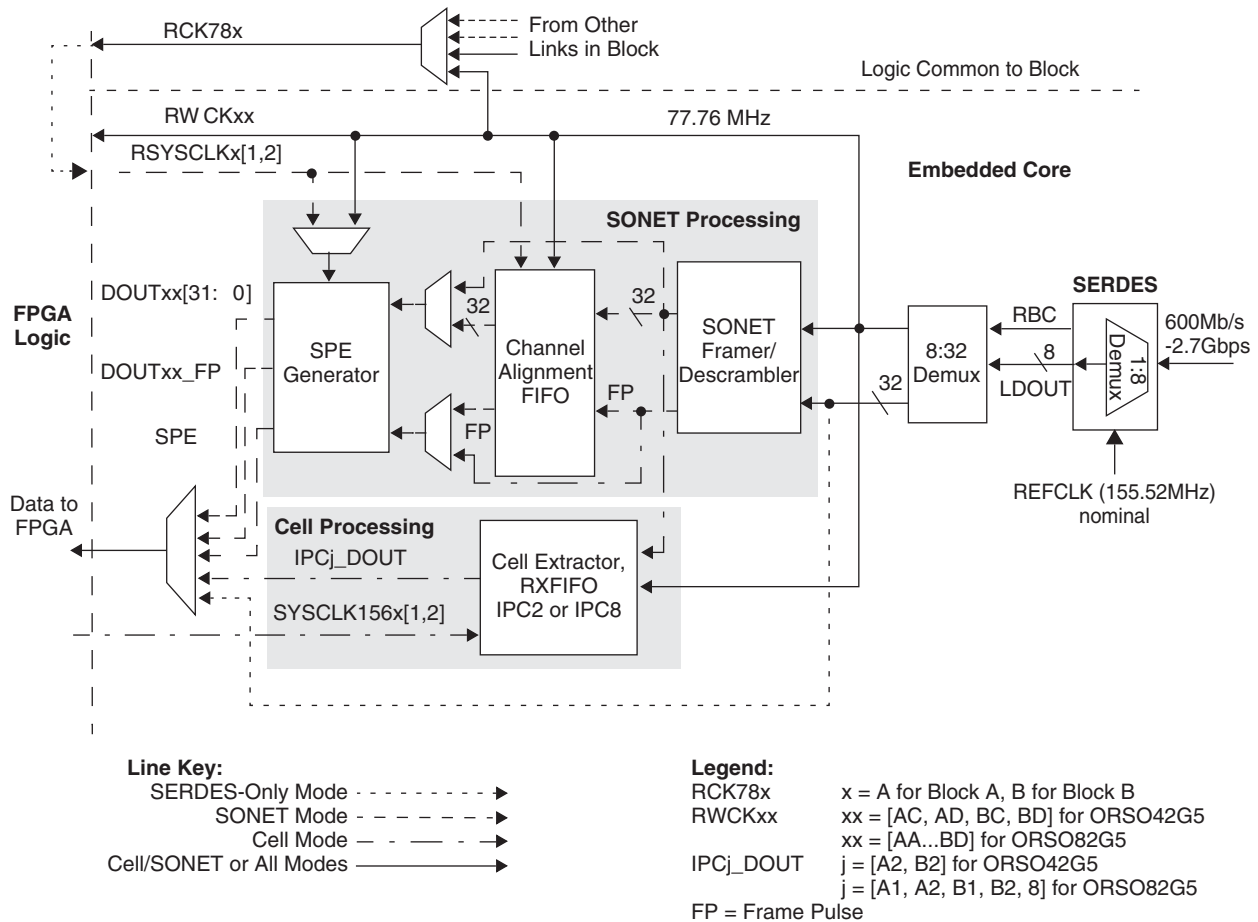 RCK78x
From Other
Links in Block
Logic Common to Block
RW CKxx
77.76 MHz
RSYSCLKx[1,2]
Embedded Core
SONET Processing
DOUTxx[31: 0]
FPGA
Logic
DOUTxx_FP
SPE
SPE
Generator
32
FP
Channel
Alignment
FIFO
32
FP
SONET
Framer/
Descrambler
32
8:32
Demux
RBC
8
LDOUT
SERDES
1:8
Demux
600Mb/s
-2.7Gbps
REFCLK (155.52MHz)
nominal
Data to
FPGA
Cell Processing
IPCj_DOUT
SYSCLK156x[1,2]
Cell Extractor,
RXFIFO
IPC2 or IPC8
Line Key:
SERDES-Only Mode
SONET Mode
Cell Mode
Cell/SONET or All Modes
Legend:
RCK78x x = A for Block A, B for Block B
RWCKxx xx = [AC, AD, BC, BD] for ORSO42G5
xx = [AA...BD] for ORSO82G5
IPCj_DOUT j = [A2, B2] for ORSO42G5
j = [A1, A2, B1, B2, 8] for ORSO82G5
FP = Frame Pulse